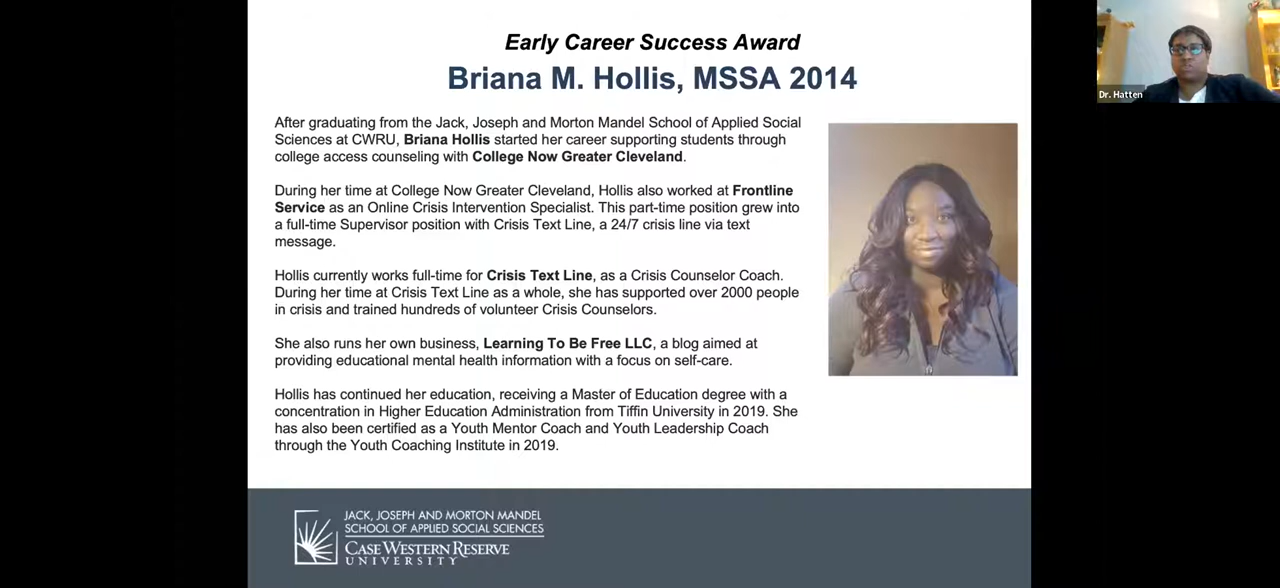 Early Career Success Award
Briana M. Hollis, MSSA 2014
After graduating from the Jack, Joseph and Morton Mandel School of Applied Social
Sciences at CWRU, Briana Hollis started her career supporting students through
college access counseling with College Now Greater Cleveland.
During her time at College Now Greater Cleveland, Hollis also worked at Frontline
Service as an Online Crisis Intervention Specialist. This part-time position grew into
a full-time Supervisor position with Crisis Text Line, a 24/7 crisis line via text
message.
Hollis currently works full-time for Crisis Text Line, as a Crisis Counselor Coach.
During her time at Crisis Text Line as a whole, she has supported over 2000 people
in crisis and trained hundreds of volunteer Crisis Counselors.
She also runs her own business, Learning To Be Free LLC, a blog aimed at
providing educational mental health information with a focus on self-care.
Hollis has continued her education, receiving a Master of Education degree with a
concentration in Higher Education Administration from Tiffin University in 2019. She
has also been certified as a Youth Mentor Coach and Youth Leadership Coach
through the Youth Coaching Institute in 2019.
JACK, JOSEPH AND MORTON MANDEL
SCHOOL OF APPLIED SOCIAL SCIENCES
CASE WESTERN RESERVE
UNIVERSITY
Dr. Hatten